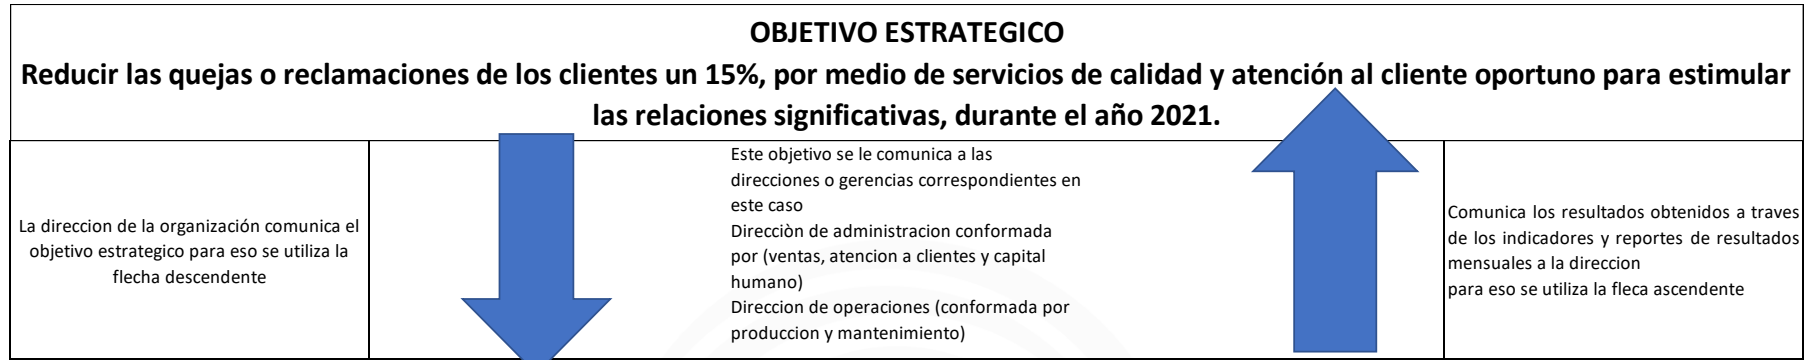 OBJETIVO ESTRATEGICO
Reducir las quejas o reclamaciones de los clientes un 15%, por medio de servicios de calidad y atención al cliente oportuno para estimular
las relaciones significativas, durante el año 2021.
La direccion de la organización comunica el
objetivo estrategico para eso se utiliza la
flecha descendente
Este objetivo se le comunica a las
direcciones o gerencias correspondientes en
este caso
Direcciòn de administracion conformada
por (ventas, atencion a clientes y capital
humano)
Direccion de operaciones (conformada por
produccion y mantenimiento)
Comunica los resultados obtenidos a traves
de los indicadores y reportes de resultados
mensuales a la direccion
para eso se utiliza la fleca ascendente